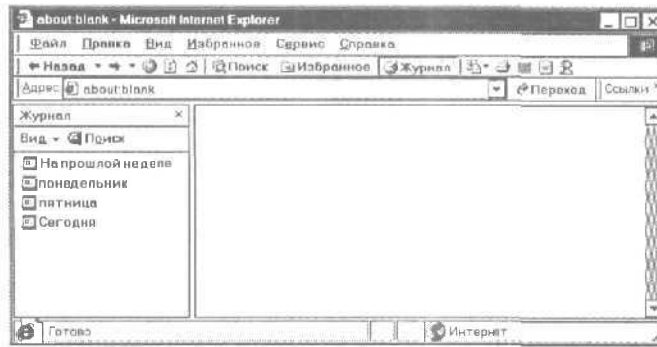 about:blank - Microsoft Internet Explorer
Файл Правка Вид Избранное Сервис Справка
Назад Поиск Избранное Журнал
Адрес about:blank Переход Ссылки
Журнал ×
Вид Поиск
На прошлой неделе
понедельник
пятница
Сегодня
Готово Интернет